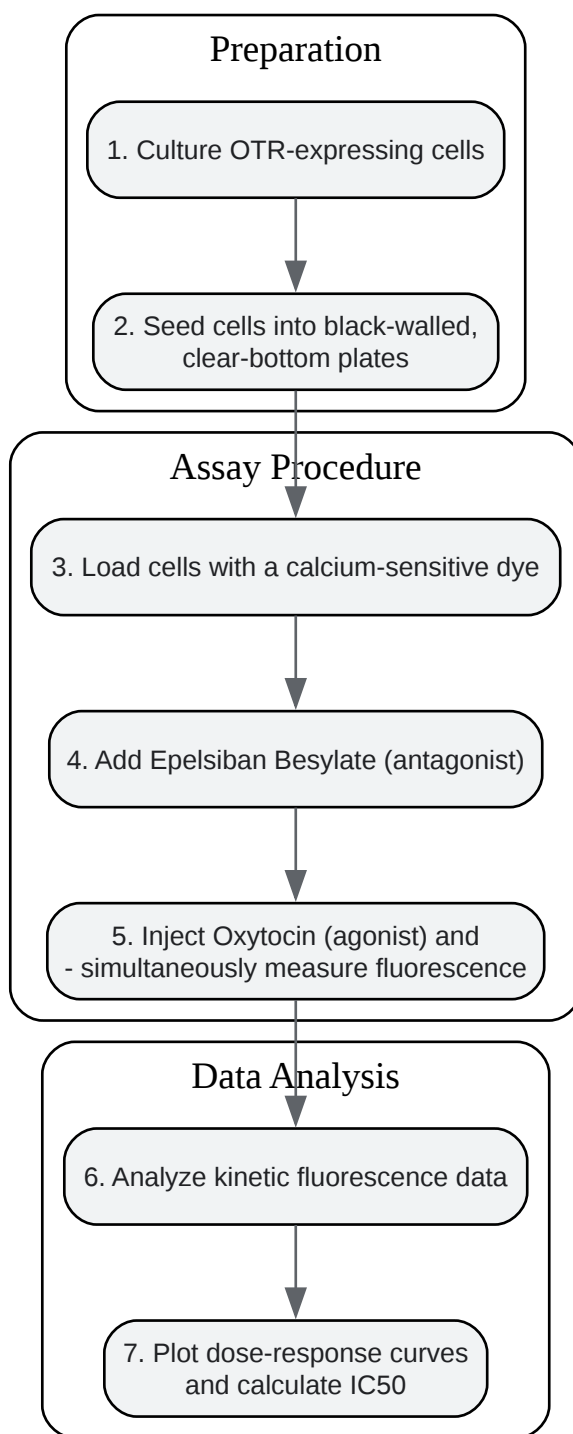 Preparation
1. Culture OTR-expressing cells
2. Seed cells into black-walled,
clear-bottom plates
Assay Procedure
3. Load cells with a calcium-sensitive dye
4. Add Epelsiban Besylate (antagonist)
5. Inject Oxytocin (agonist) and
- simultaneously measure fluorescence
Data Analysis
6. Analyze kinetic fluorescence data
7. Plot dose-response curves
and calculate IC50